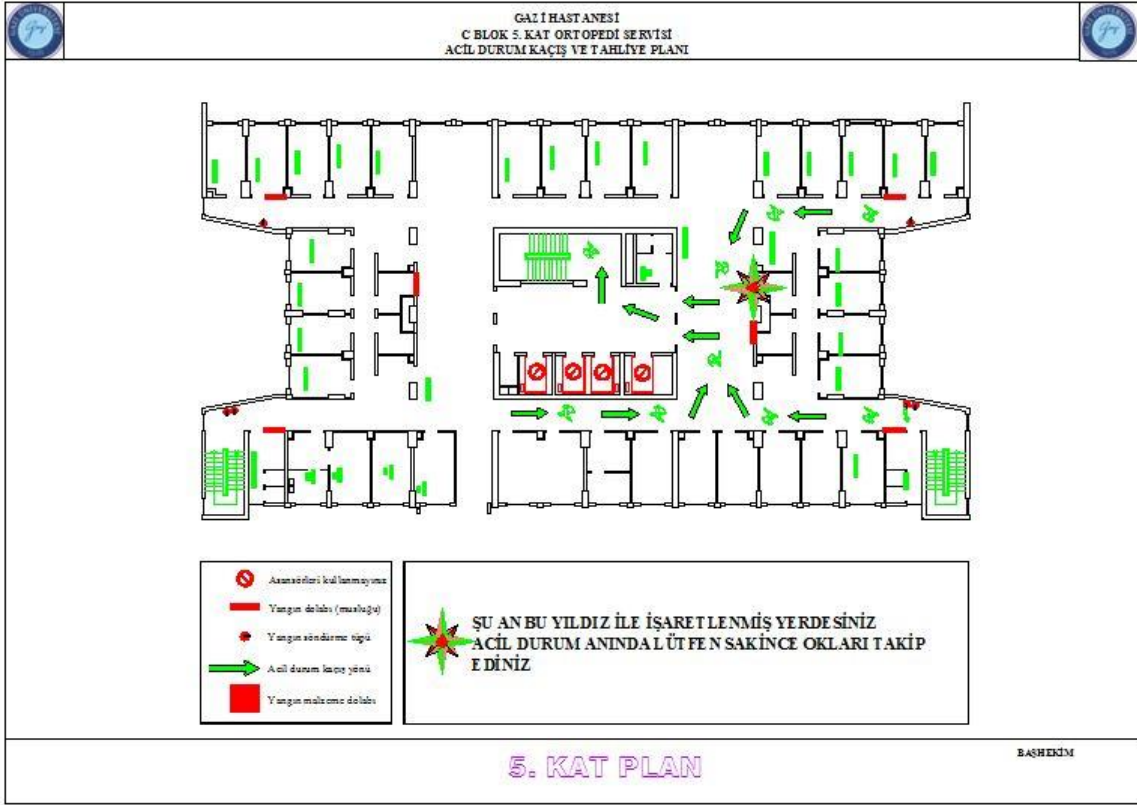 GAZİ HASTANESİ
C BLOK 5. KAT ORTOPEDİ SERVİSİ
ACİL DURUM KAÇIŞ VE TAHLİYE PLANI
Asansörleri kullanmayınız
Yangın dolabı (musluğu)
Yangın söndürme tüpü
Acil durum kaçış yönü
Yangın malzeme dolabı
ŞU AN BU YILDIZ İLE İŞARETLENMİŞ YERDESİNİZ
ACİL DURUM ANINDA LÜTFEN SAKİNCE OKLARI TAKİP
EDİNİZ
5. KAT PLAN
BAŞHEKİM